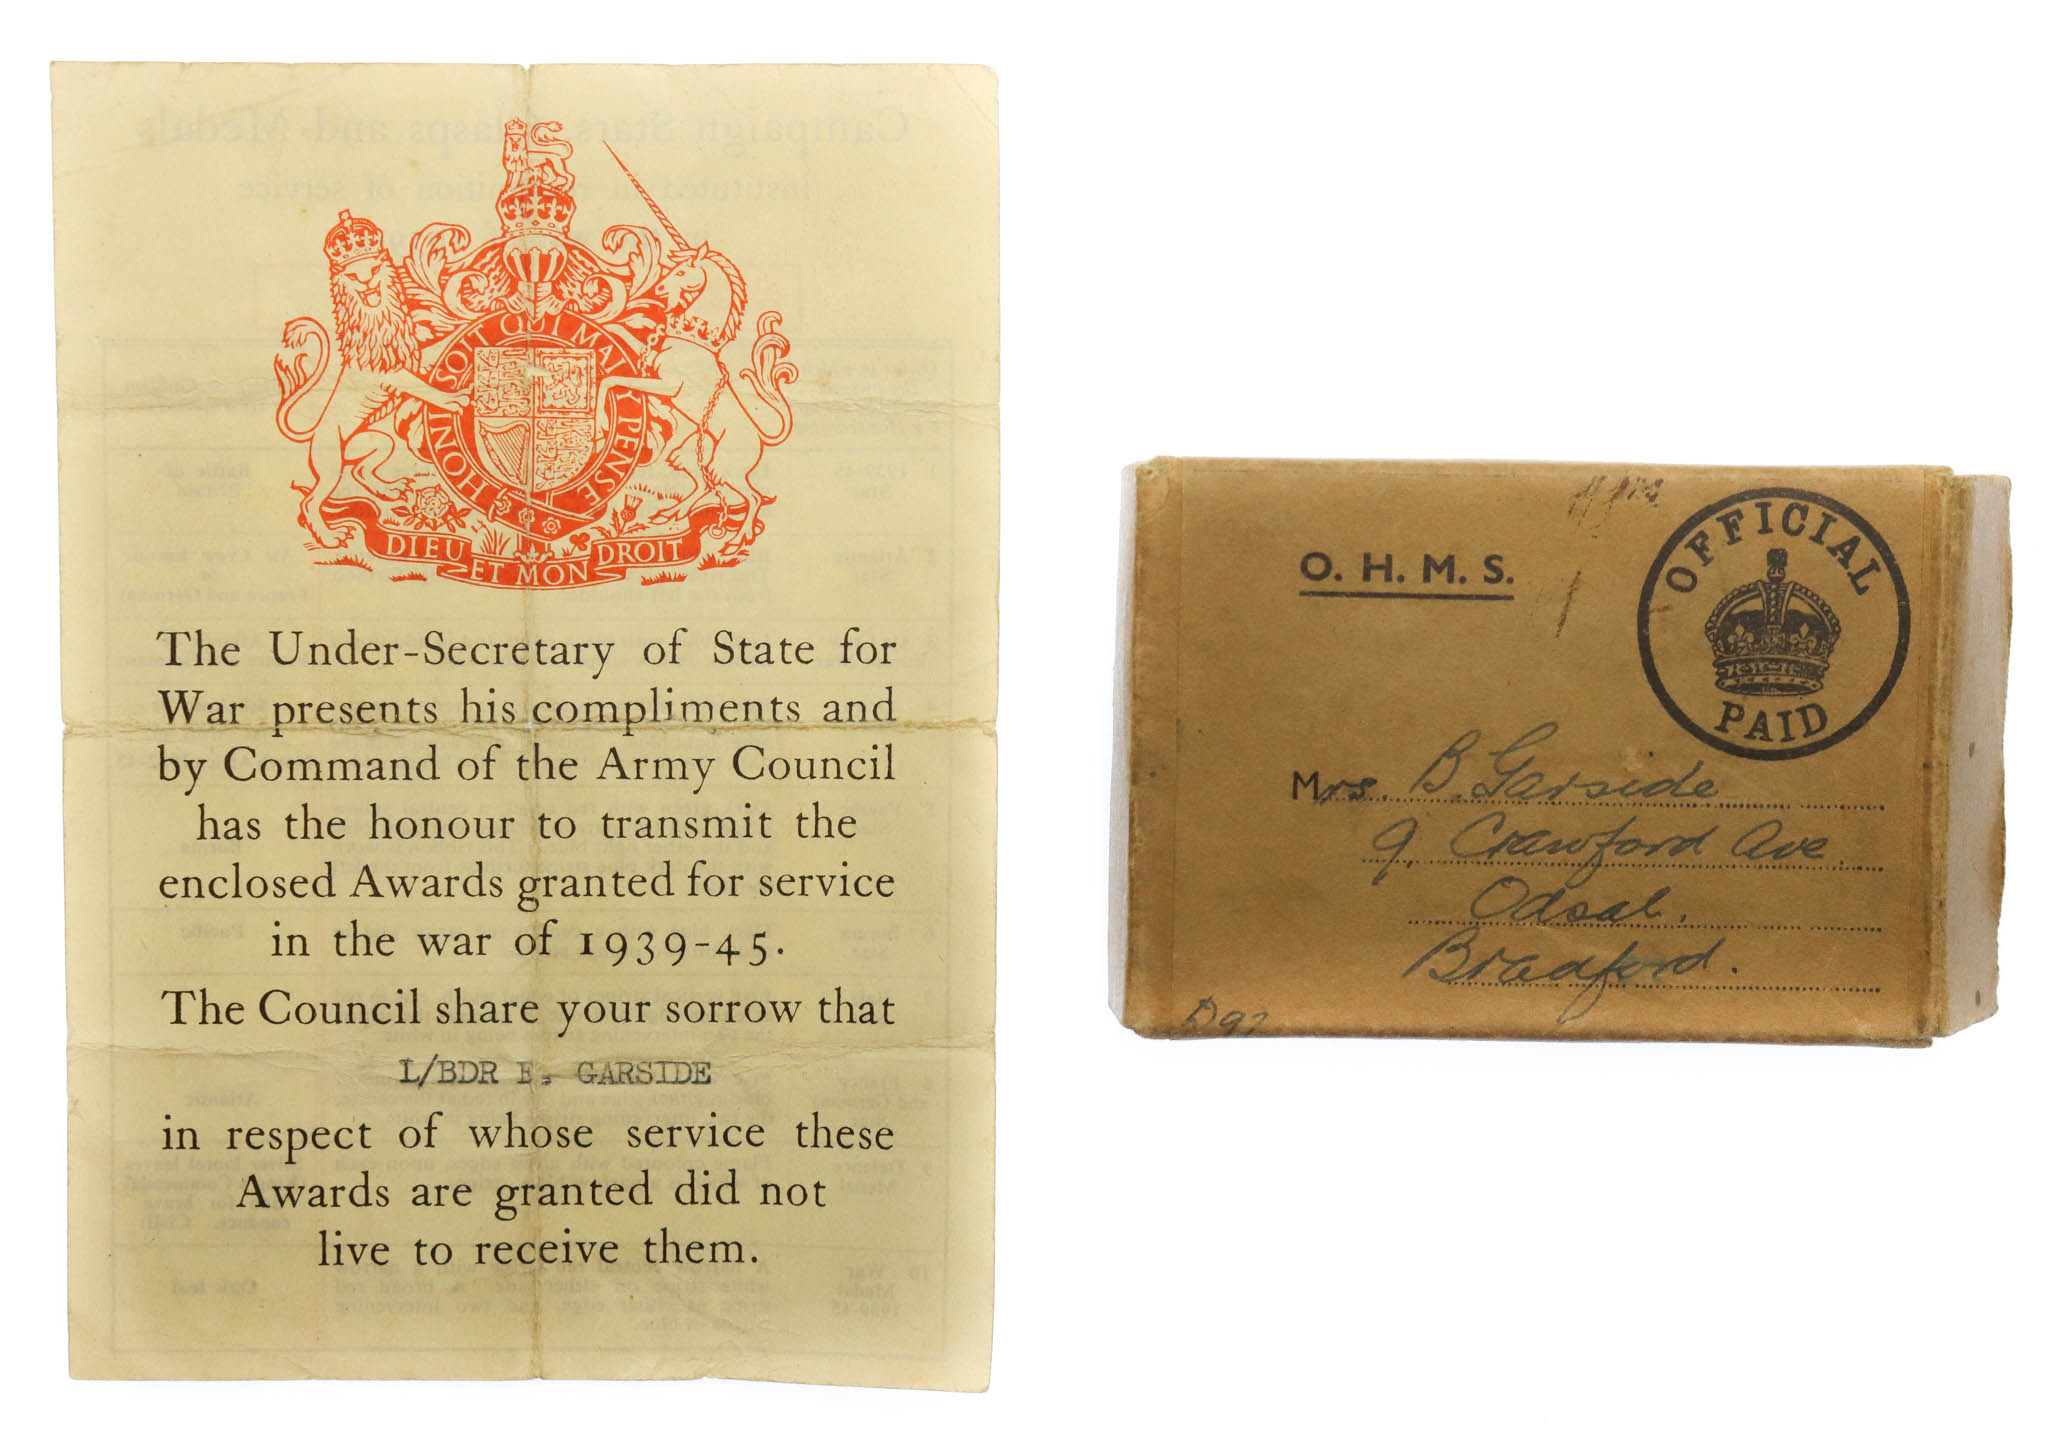 HONI SOIT QUI MAL Y PENSE
DIEU ET MON DROIT
The Under-Secretary of State for
War presents his compliments and
by Command of the Army Council
has the honour to transmit the
enclosed Awards granted for service
in the war of 1939-45.
The Council share your sorrow that
L/BDR E. GARSIDE
in respect of whose service these
Awards are granted did not
live to receive them.
O. H. M. S.
OFFICIAL
PAID
Mrs. B. Garside
9. Crawford Ave.
Odsal.
Bradford.